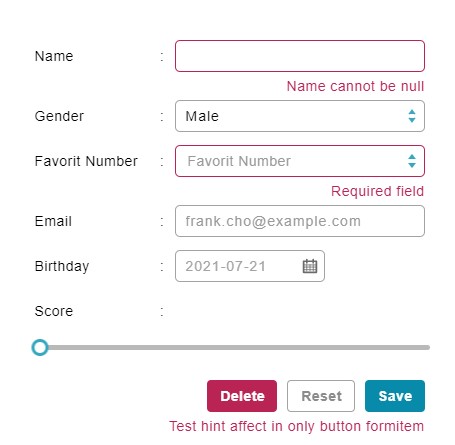 Name :
Name cannot be null
Gender : Male
Favorit Number : Favorit Number
Required field
Email : frank.cho@example.com
Birthday : 2021-07-21
Score :
Delete Reset Save
Test hint affect in only button formitem